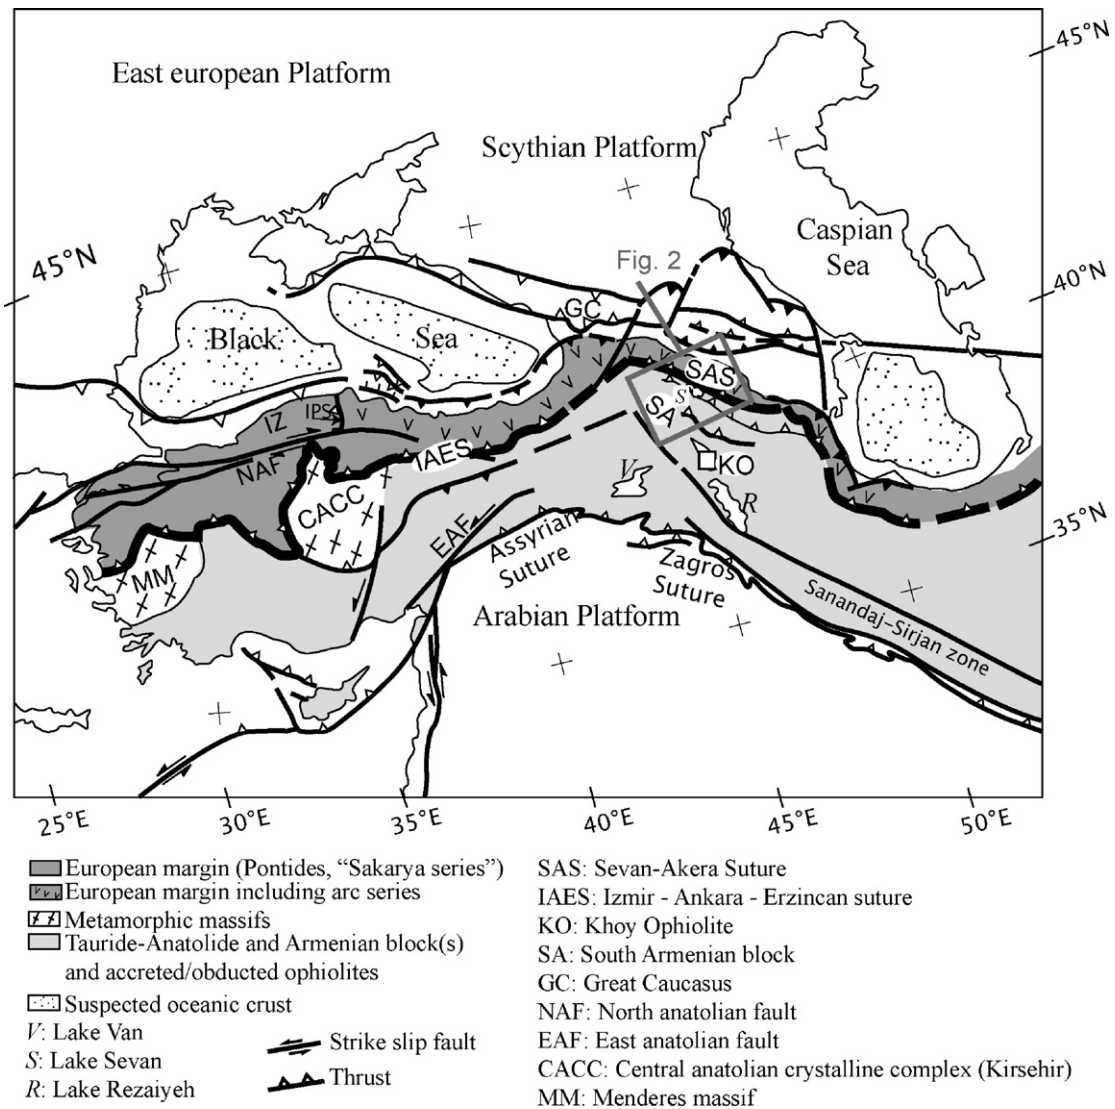 45°N
East european Platform
Scythian Platform
Caspian
Sea
45°N
Fig. 2
40°N
GC
Black
Sea
SAS
S
IZ
IPS
SA
IAES
NAF
KO
V
CACC
R
EAF
35°N
Assyrian
Suture
MM
Zagros
Suture
Sanandaj-Sirjan zone
Arabian Platform
25°E
30°E
35°E
40°E
45°E
50°E
European margin (Pontides, “Sakarya series”)
European margin including arc series
Metamorphic massifs
Tauride-Anatolide and Armenian block(s)
and accreted/obducted ophiolites
Suspected oceanic crust
V: Lake Van
S: Lake Sevan
R: Lake Rezaiyeh
Strike slip fault
Thrust
SAS: Sevan-Akera Suture
IAES: Izmir - Ankara - Erzincan suture
KO: Khoy Ophiolite
SA: South Armenian block
GC: Great Caucasus
NAF: North anatolian fault
EAF: East anatolian fault
CACC: Central anatolian crystalline complex (Kirsehir)
MM: Menderes massif